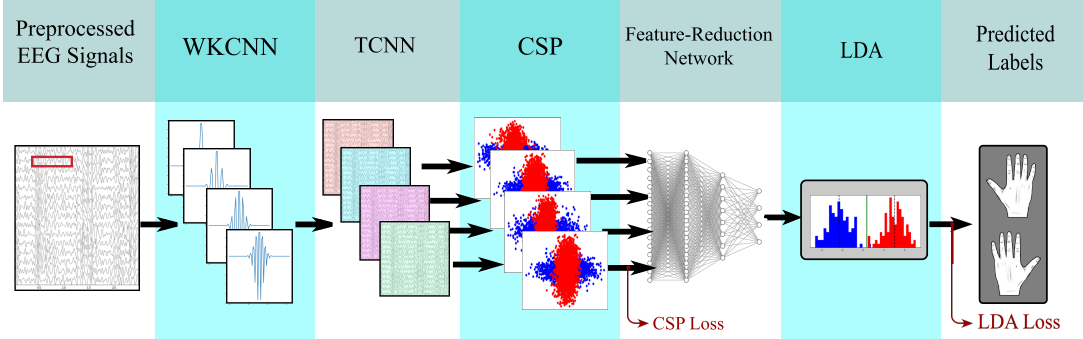 Preprocessed
EEG Signals
WKCNN
TCNN
CSP
Feature-Reduction
Network
LDA
Predicted
Labels
CSP Loss
LDA Loss